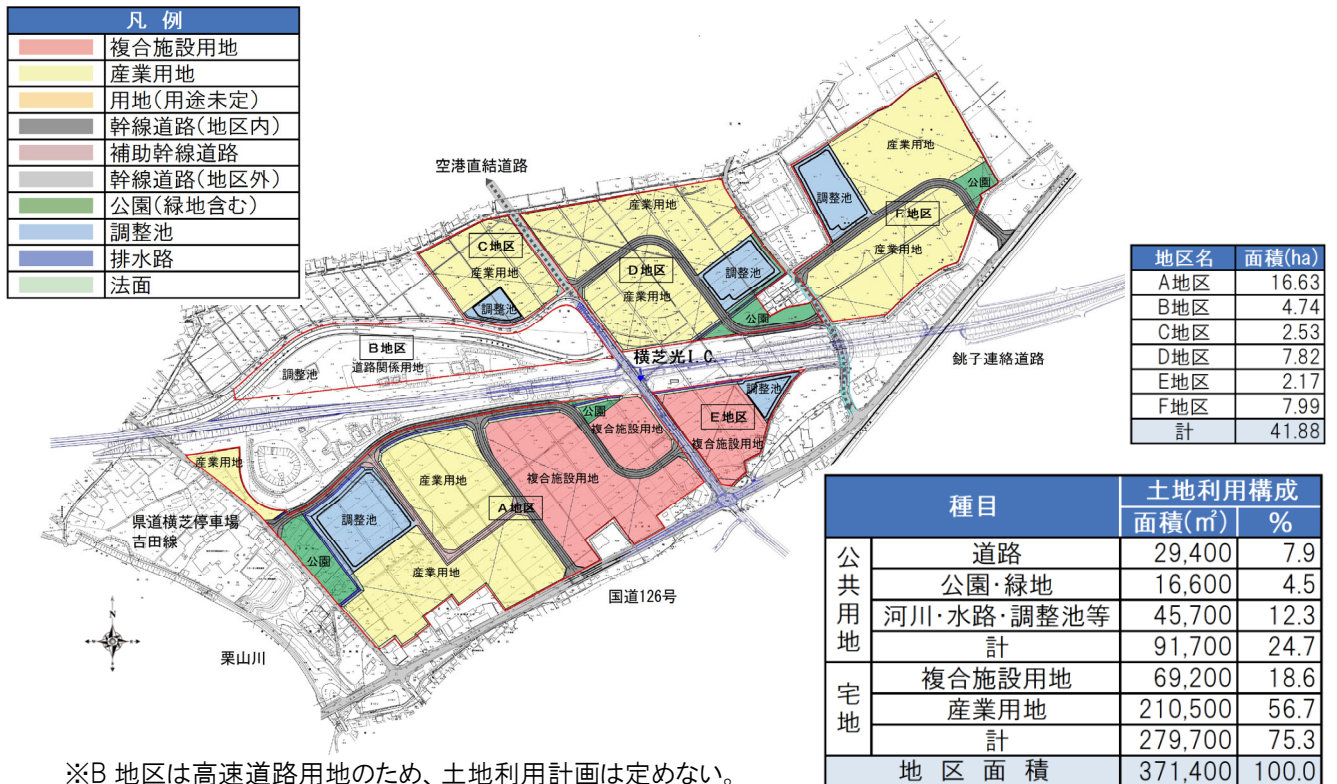 凡 例
複合施設用地
産業用地
用地(用途未定)
幹線道路(地区内)
補助幹線道路
幹線道路(地区外)
公園(緑地含む)
調整池
排水路
法面
空港直結道路
産業用地
調整池
公園
F地区
産業用地
産業用地
C地区
産業用地
調整池
D地区
産業用地
調整池
公園
B地区
道路関係用地
調整池
横芝光I.C.
銚子連絡道路
調整池
E地区
複合施設用地
公園
複合施設用地
産業用地
産業用地
複合施設用地
A地区
調整池
公園
産業用地
県道横芝停車場
吉田線
国道126号
栗山川
N
地区名 面積(ha)
A地区 16.63
B地区 4.74
C地区 2.53
D地区 7.82
E地区 2.17
F地区 7.99
計 41.88
種目 土地利用構成
面積(㎡) %
公共用地
道路 29,400 7.9
公園・緑地 16,600 4.5
河川・水路・調整池等 45,700 12.3
計 91,700 24.7
宅地
複合施設用地 69,200 18.6
産業用地 210,500 56.7
計 279,700 75.3
地 区 面 積 371,400 100.0
※B 地区は高速道路用地のため、土地利用計画は定めない。